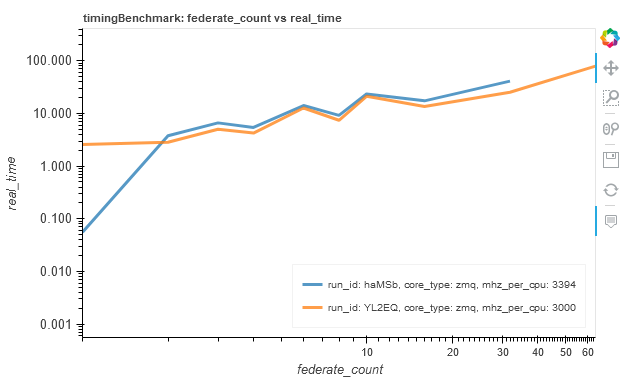 timingBenchmark: federate_count vs real_time
100.000
10.000
1.000
0.100
0.010
0.001
real_time
run_id: haMSb, core_type: zmq, mhz_per_cpu: 3394
run_id: YL2EQ, core_type: zmq, mhz_per_cpu: 3000
10 20 30 40 50 60
federate_count